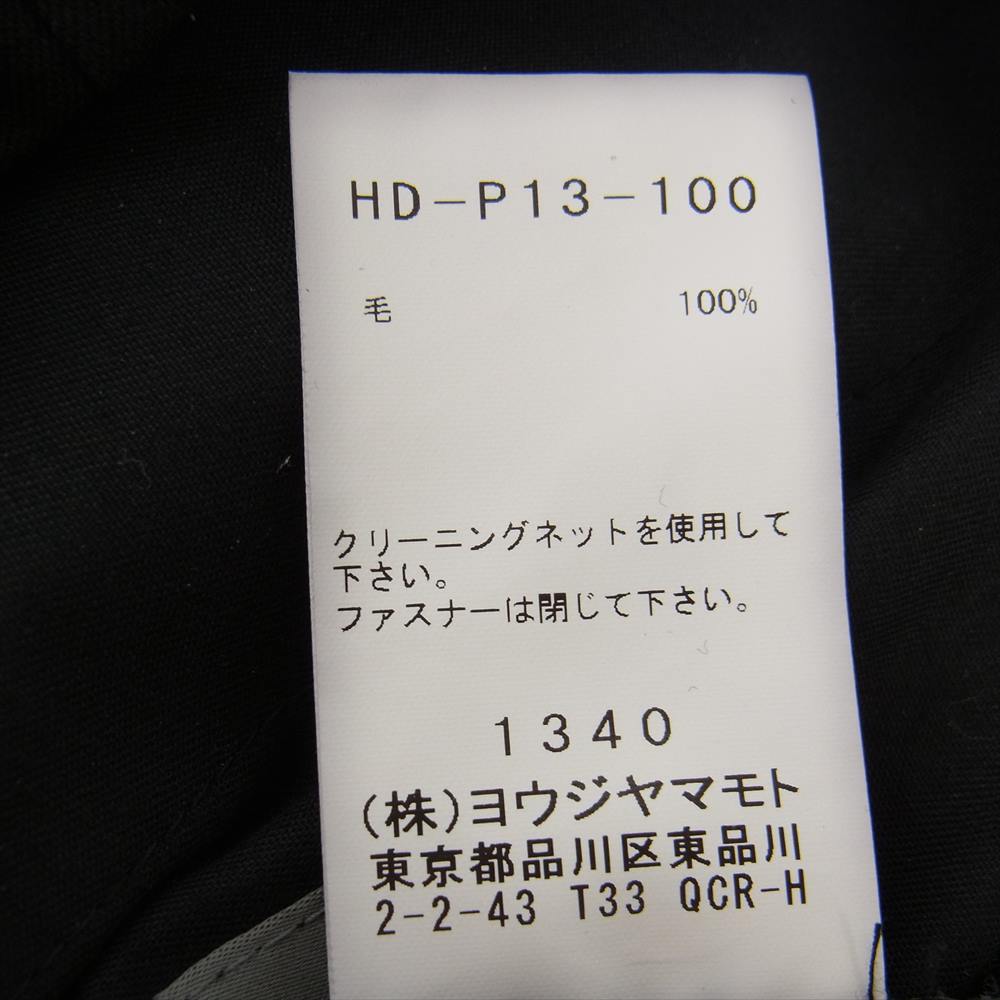 HD-P13-100
毛 100%
クリーニングネットを使用して
下さい。
ファスナーは閉じて下さい。
1340
(株)ヨウジヤマモト
東京都品川区東品川
2-2-43 T33 QCR-H